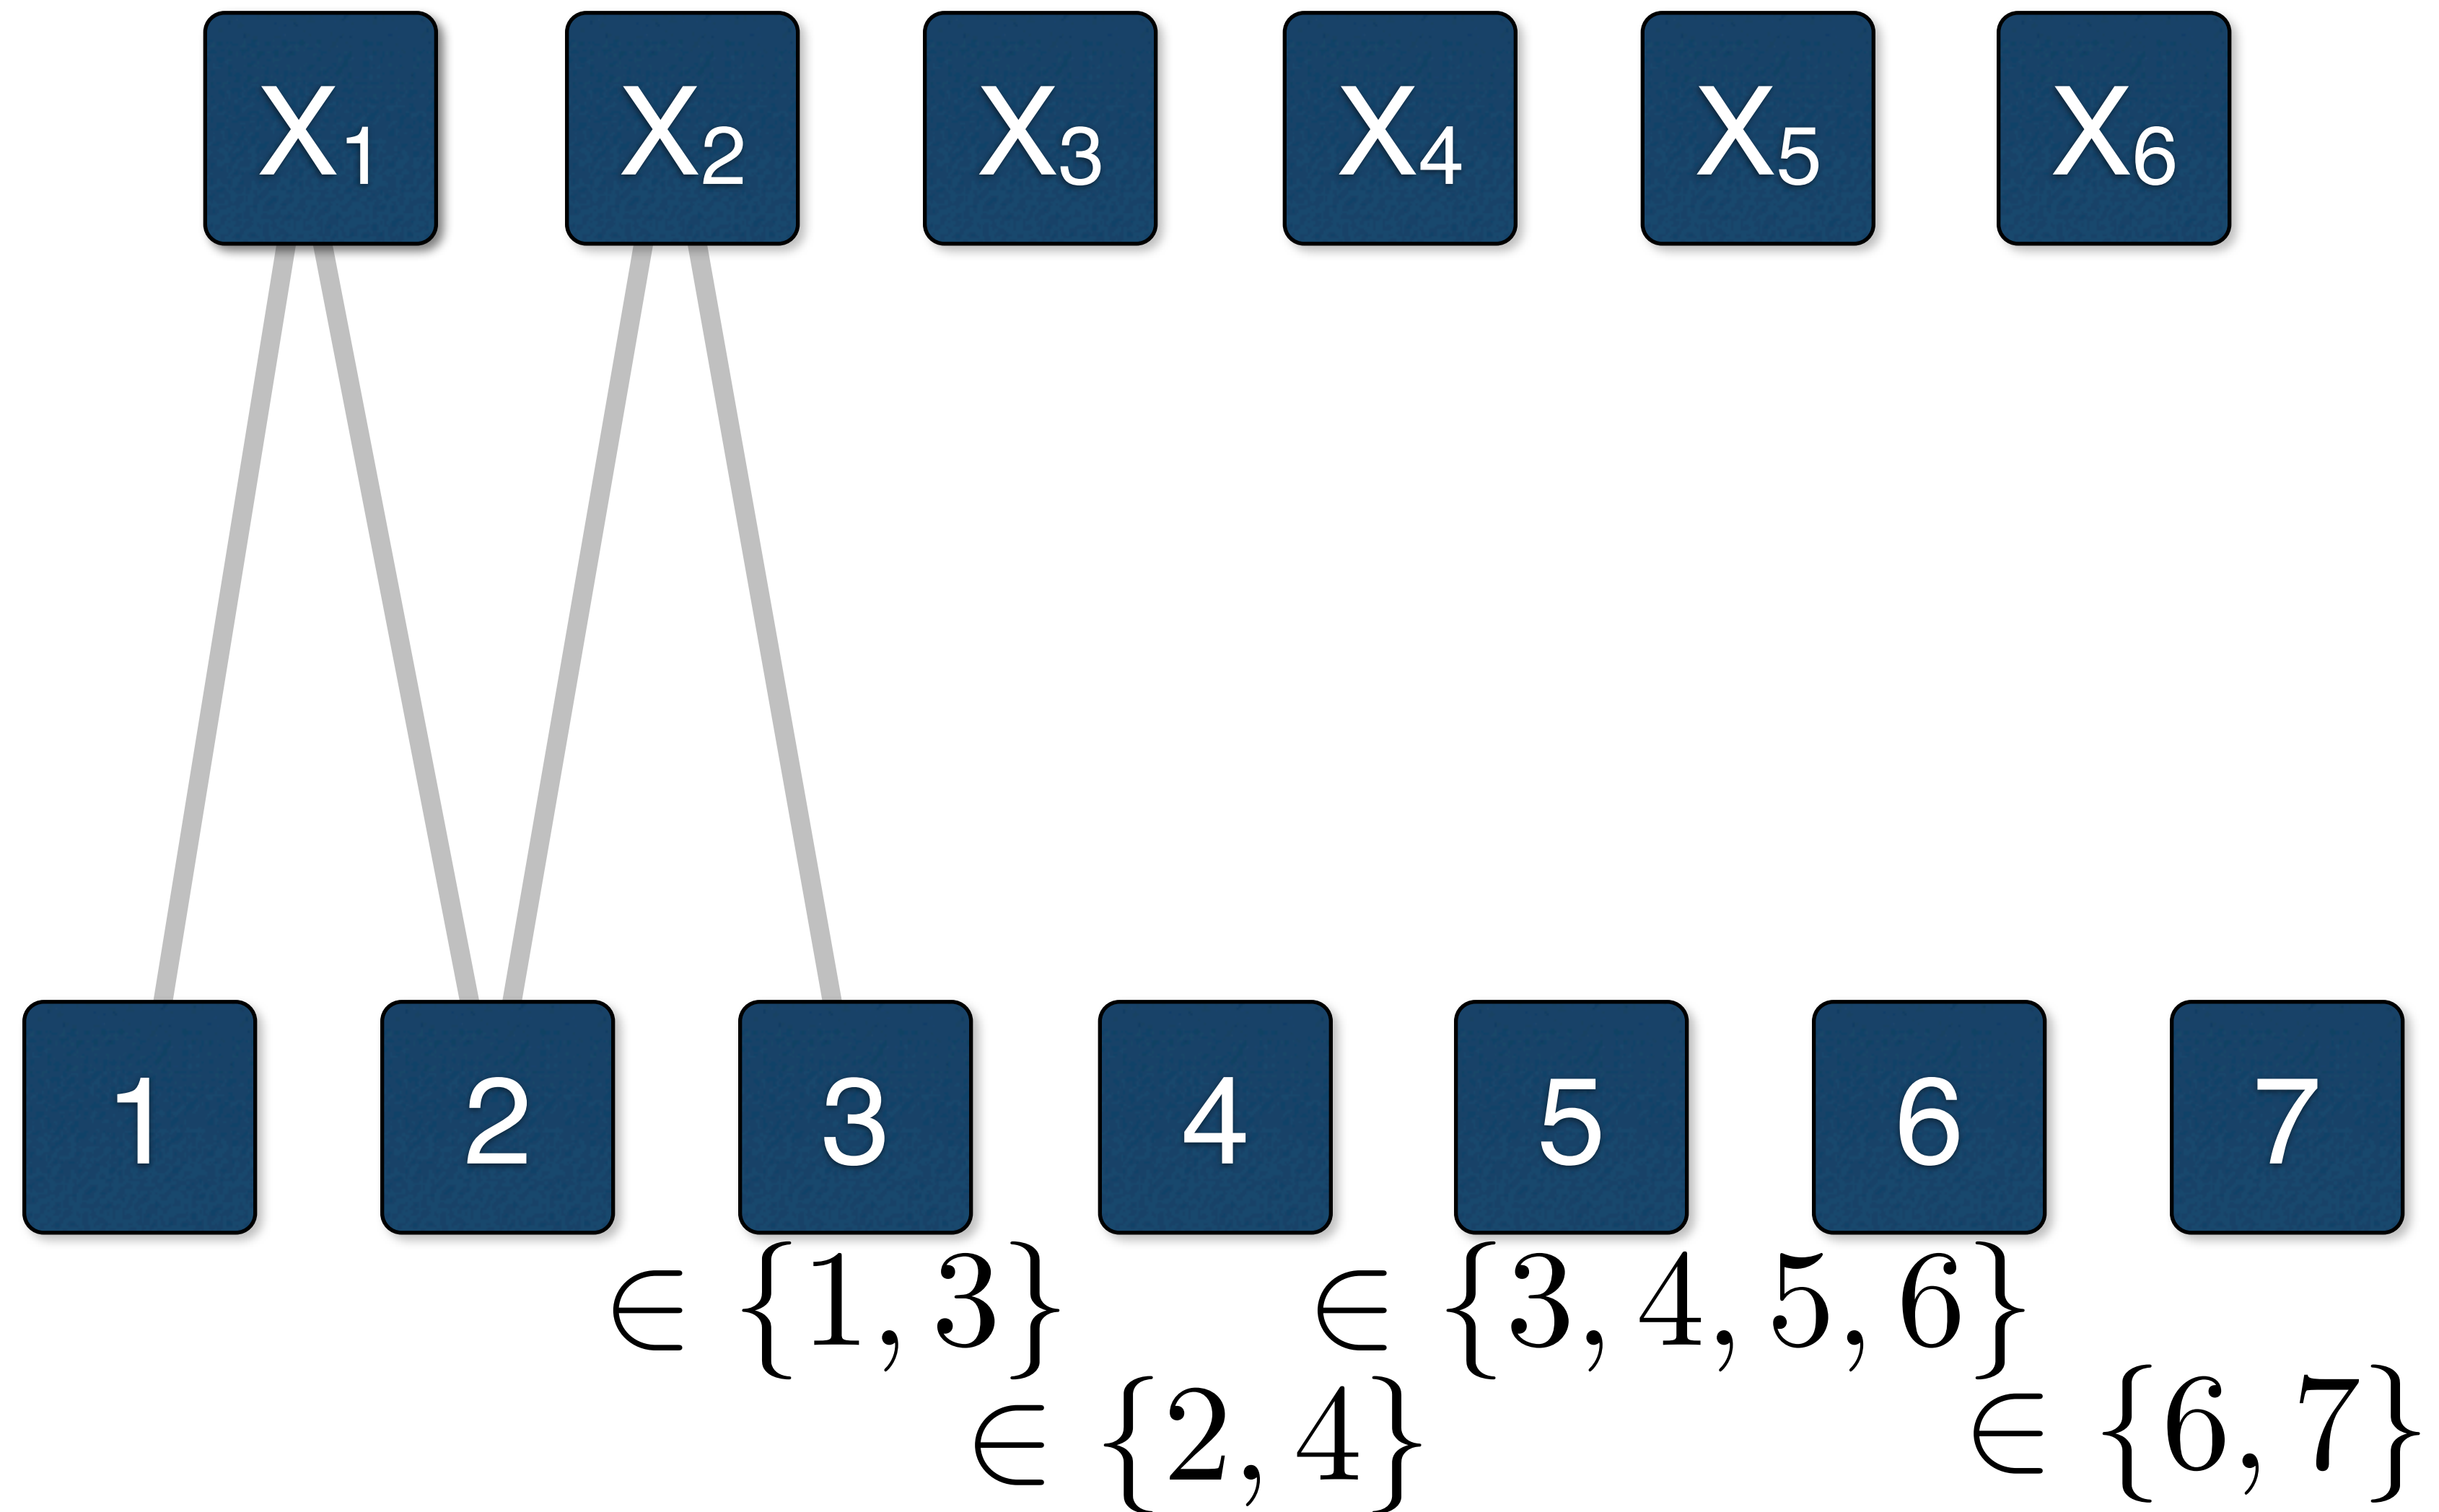 X₁ X₂ X₃ X₄ X₅ X₆
1 2 3 4 5 6 7
∈ {1, 3} ∈ {3, 4, 5, 6}
∈ {2, 4} ∈ {6, 7}